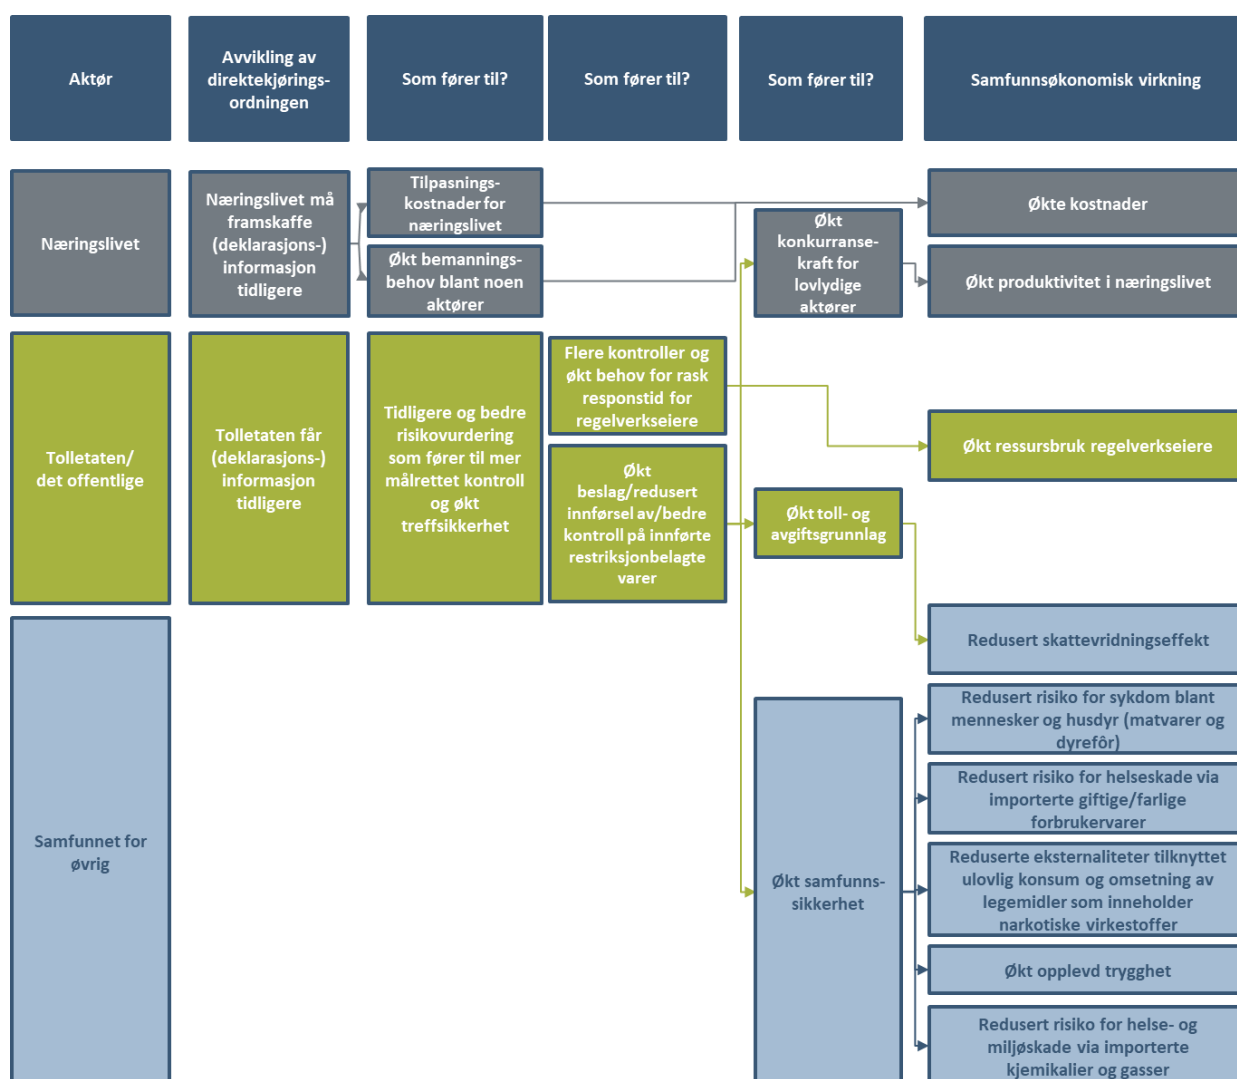 Aktør
Avvikling av
direktekjørings-
ordningen
Som fører til?
Som fører til?
Som fører til?
Samfunnsøkonomisk virkning
Næringslivet
Næringslivet må
framskaffe
(deklarasjons-)
informasjon
tidligere
Tilpasnings-
kostnader for
næringslivet
Økt bemannings-
behov blant noen
aktører
Økt
konkurranse-
kraft for
lovlydige
aktører
Økte kostnader
Økt produktivitet i næringslivet
Tolletaten/
det offentlige
Tolletaten får
(deklarasjons-)
informasjon
tidligere
Tidligere og bedre
risikovurdering
som fører til mer
målrettet kontroll
og økt
treffsikkerhet
Flere kontroller og
økt behov for rask
responstid for
regelverkseiere
Økt
beslag/redusert
innførsel av/bedre
kontroll på innførte
restriksjonbelagte
varer
Økt toll- og
avgiftsgrunnlag
Økt ressursbruk regelverkseiere
Samfunnet for
øvrig
Økt samfunns-
sikkerhet
Redusert skattevridningseffekt
Redusert risiko for sykdom blant
mennesker og husdyr (matvarer og
dyrefôr)
Redusert risiko for helseskade via
importerte giftige/farlige
forbrukervarer
Reduserte eksternaliteter tilknyttet
ulovlig konsum og omsetning av
legemidler som inneholder
narkotiske virkestoffer
Økt opplevd trygghet
Redusert risiko for helse- og
miljøskade via importerte
kjemikalier og gasser